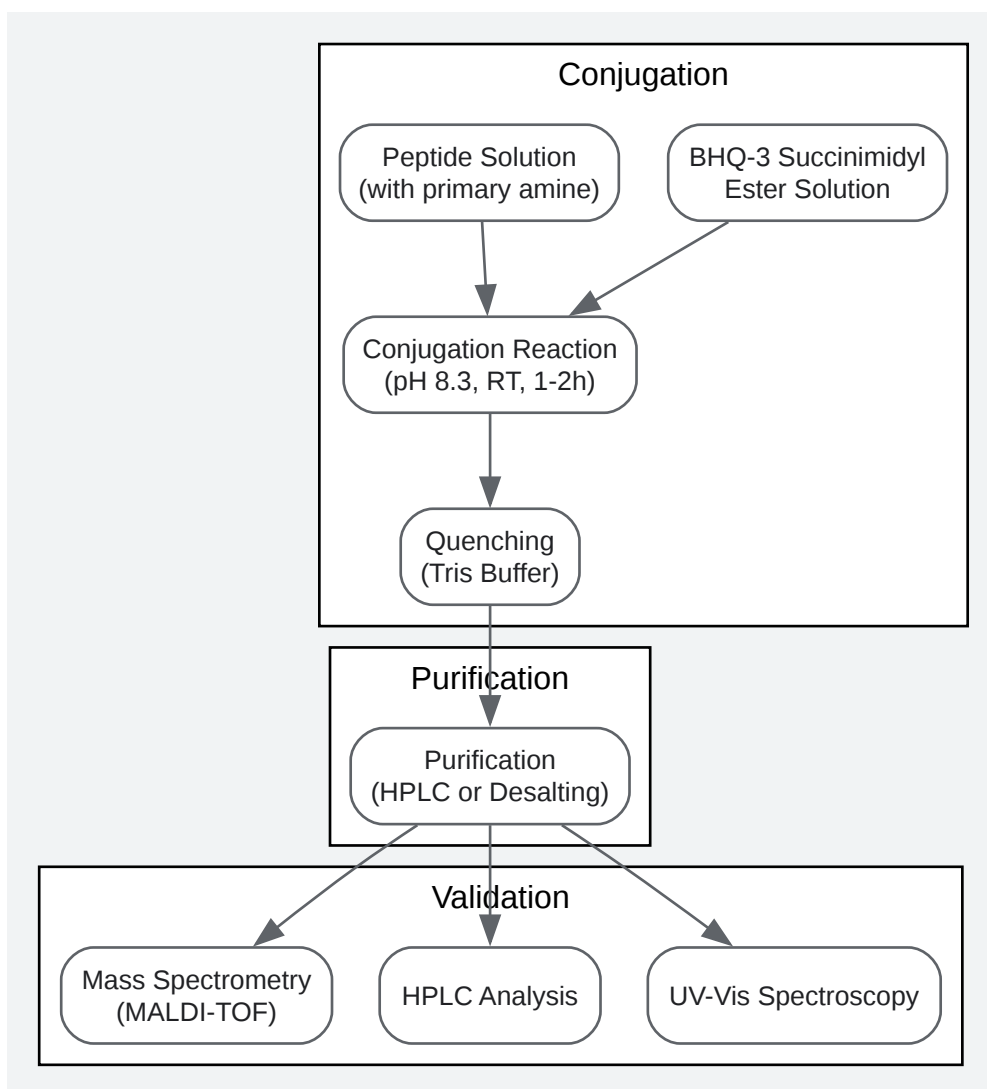 Conjugation
Peptide Solution
(with primary amine)
BHQ-3 Succinimidyl
Ester Solution
Conjugation Reaction
(pH 8.3, RT, 1-2h)
Quenching
(Tris Buffer)
Purification
Purification
(HPLC or Desalting)
Validation
Mass Spectrometry
(MALDI-TOF)
HPLC Analysis
UV-Vis Spectroscopy